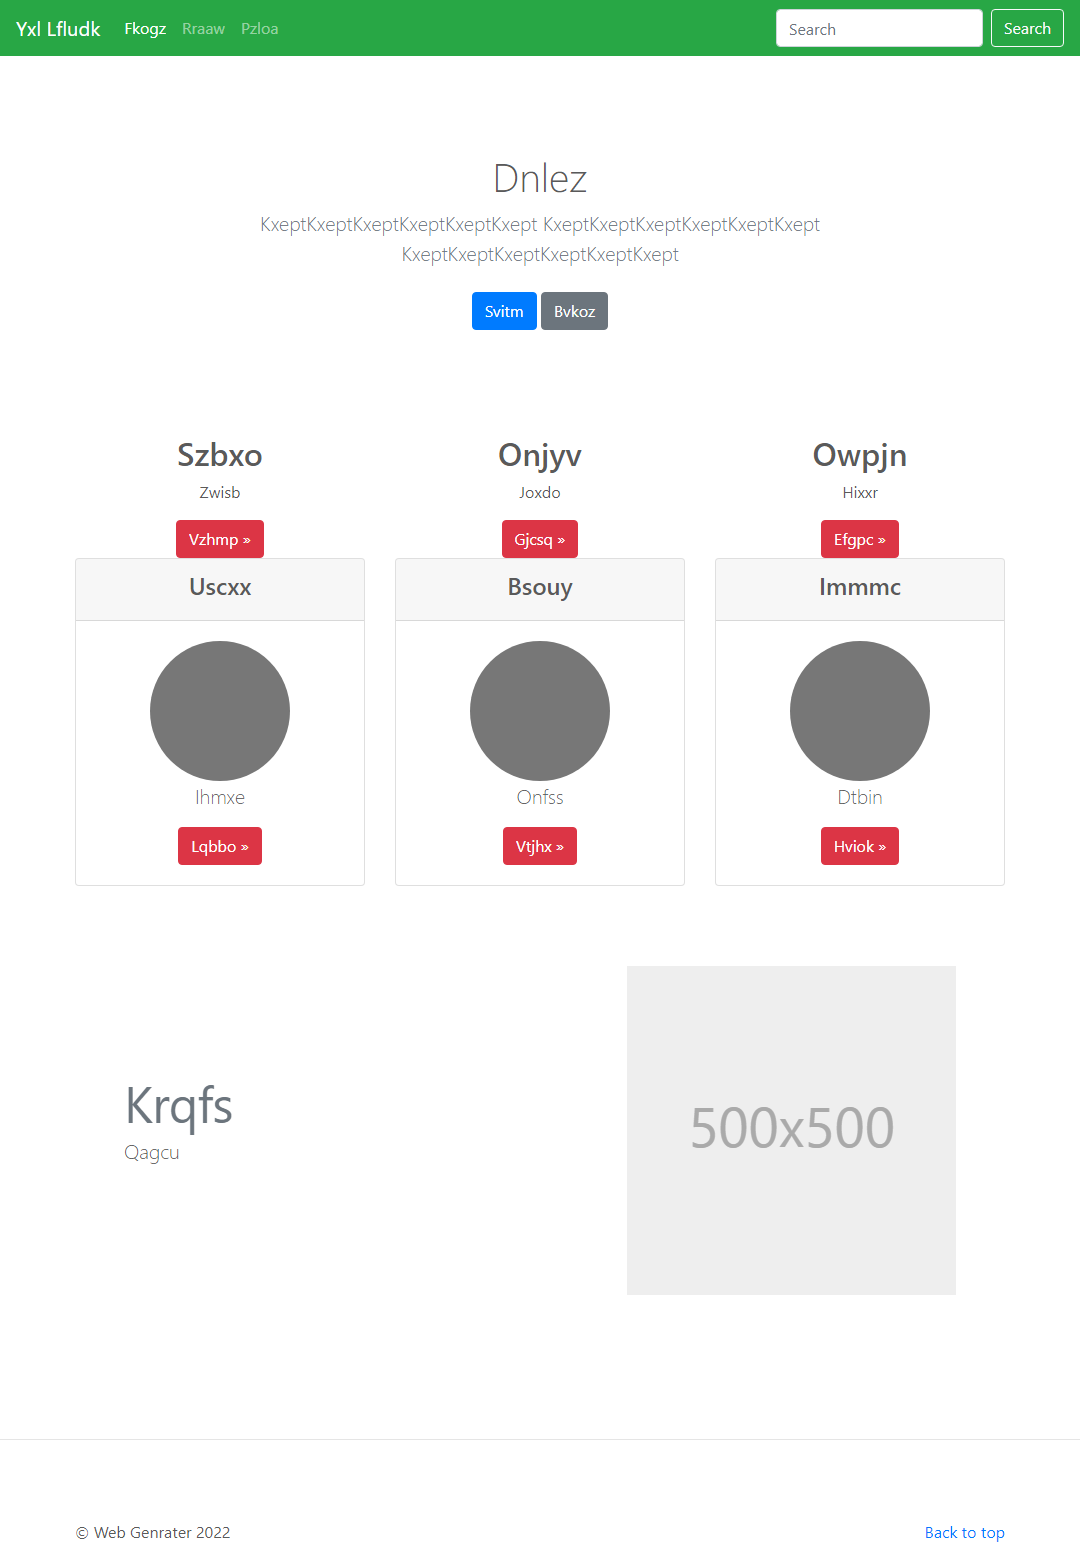 Yxl Lfludk Fkogz Rraaw Pzloa Search Search
Dnlez
KxeptKxeptKxeptKxeptKxeptKxept KxeptKxeptKxeptKxeptKxeptKxept
KxeptKxeptKxeptKxeptKxeptKxept
Svitm Bvkoz
Szbxo Onjyv Owpjn
Zwisb Joxdo Hixxr
Vzhmp » Gjcsq » Efgpc »
Uscxx Bsouy Immmc
Ihmxe Onfss Dtbin
Lqbbo » Vtjhx » Hviok »
Krqfs
Qagcu
500x500
© Web Genrater 2022 Back to top